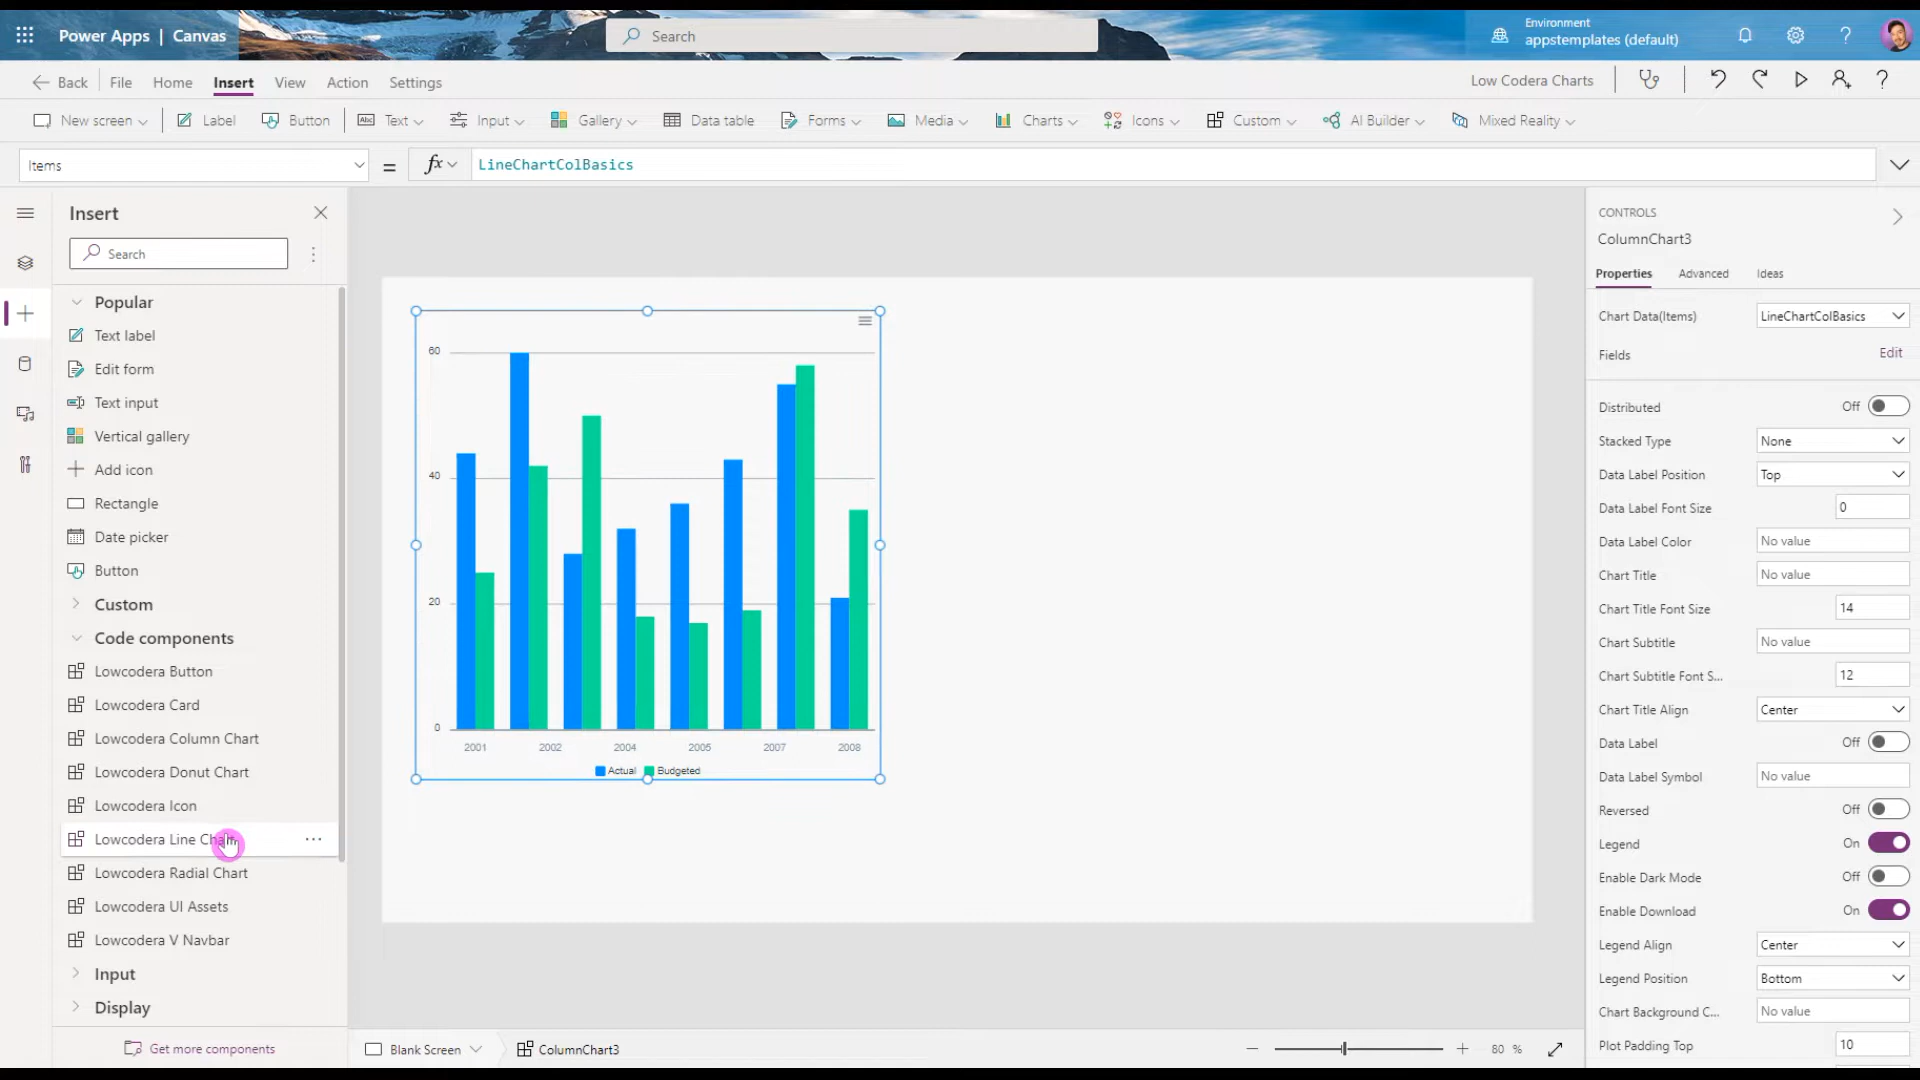 Power Apps | Canvas
Search
Environment
appstemplates (default)
Back File Home Insert View Action Settings
Low Codera Charts
New screen Label Button Text Input Gallery Data table Forms Media Charts Icons Custom AI Builder Mixed Reality
Items = fx LineChartColBasics
Insert
Search
Popular
Text label
Edit form
Text input
Vertical gallery
Add icon
Rectangle
Date picker
Button
Custom
Code components
Lowcodera Button
Lowcodera Card
Lowcodera Column Chart
Lowcodera Donut Chart
Lowcodera Icon
Lowcodera Line Chart
Lowcodera Radial Chart
Lowcodera UI Assets
Lowcodera V Navbar
Input
Display
Get more components
60
40
20
0
2001 2002 2004 2005 2007 2008
Actual Budgeted
Blank Screen ColumnChart3
80 %
CONTROLS
ColumnChart3
Properties Advanced Ideas
Chart Data(Items) LineChartColBasics
Fields Edit
Distributed Off
Stacked Type None
Data Label Position Top
Data Label Font Size 0
Data Label Color No value
Chart Title No value
Chart Title Font Size 14
Chart Subtitle No value
Chart Subtitle Font S... 12
Chart Title Align Center
Data Label Off
Data Label Symbol No value
Reversed Off
Legend On
Enable Dark Mode Off
Enable Download On
Legend Align Center
Legend Position Bottom
Chart Background C... No value
Plot Padding Top 10